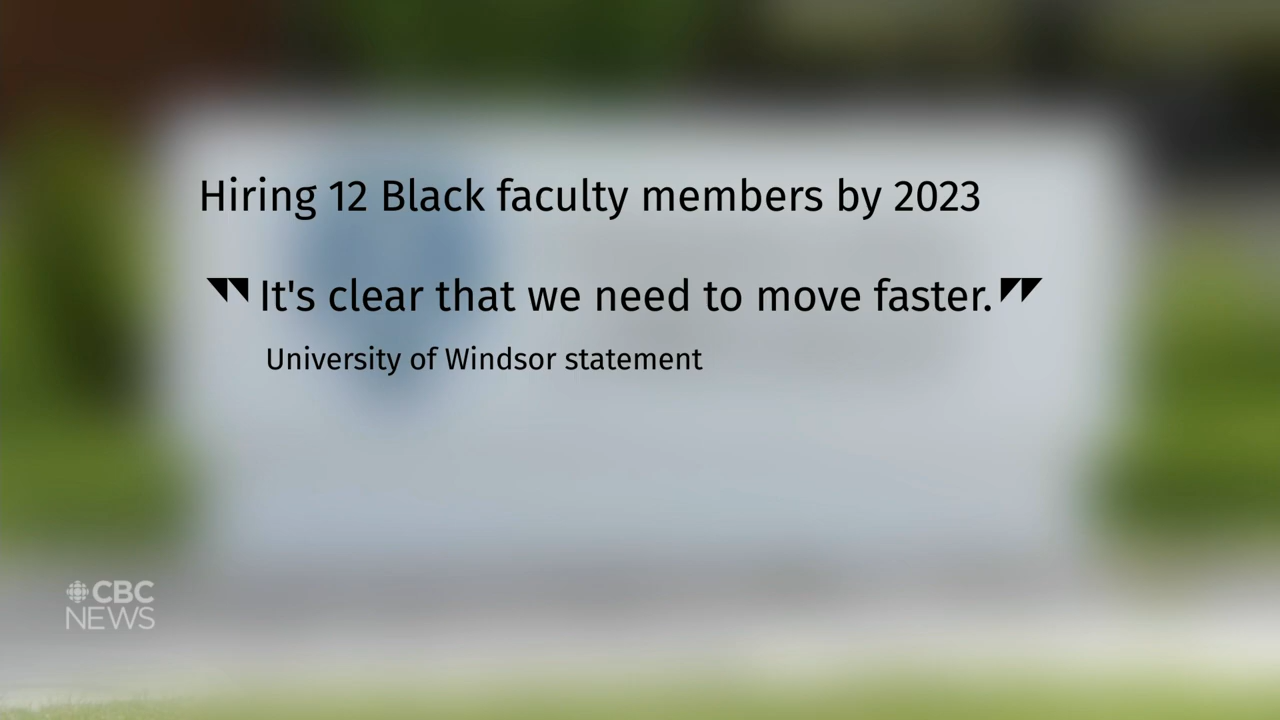 Hiring 12 Black faculty members by 2023
"It's clear that we need to move faster."
University of Windsor statement
CBC
NEWS